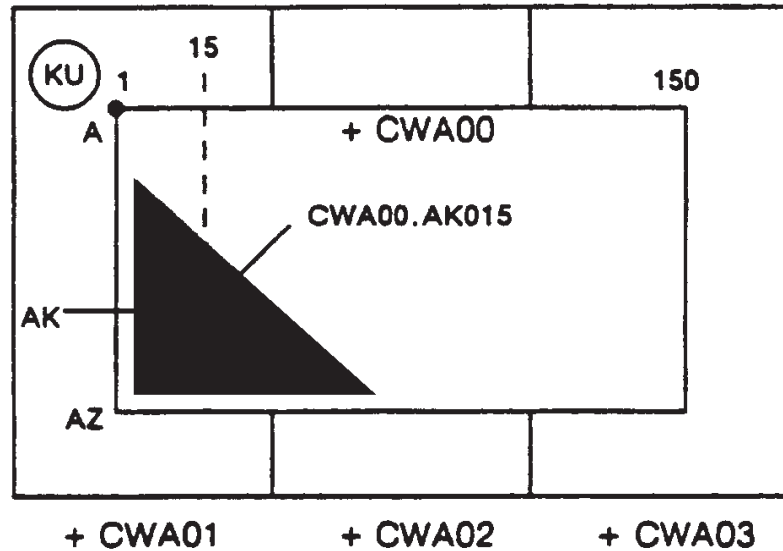 15
KU 1 150
A + CWA00
CWA00.AK015
AK
AZ
+ CWA01 + CWA02 + CWA03